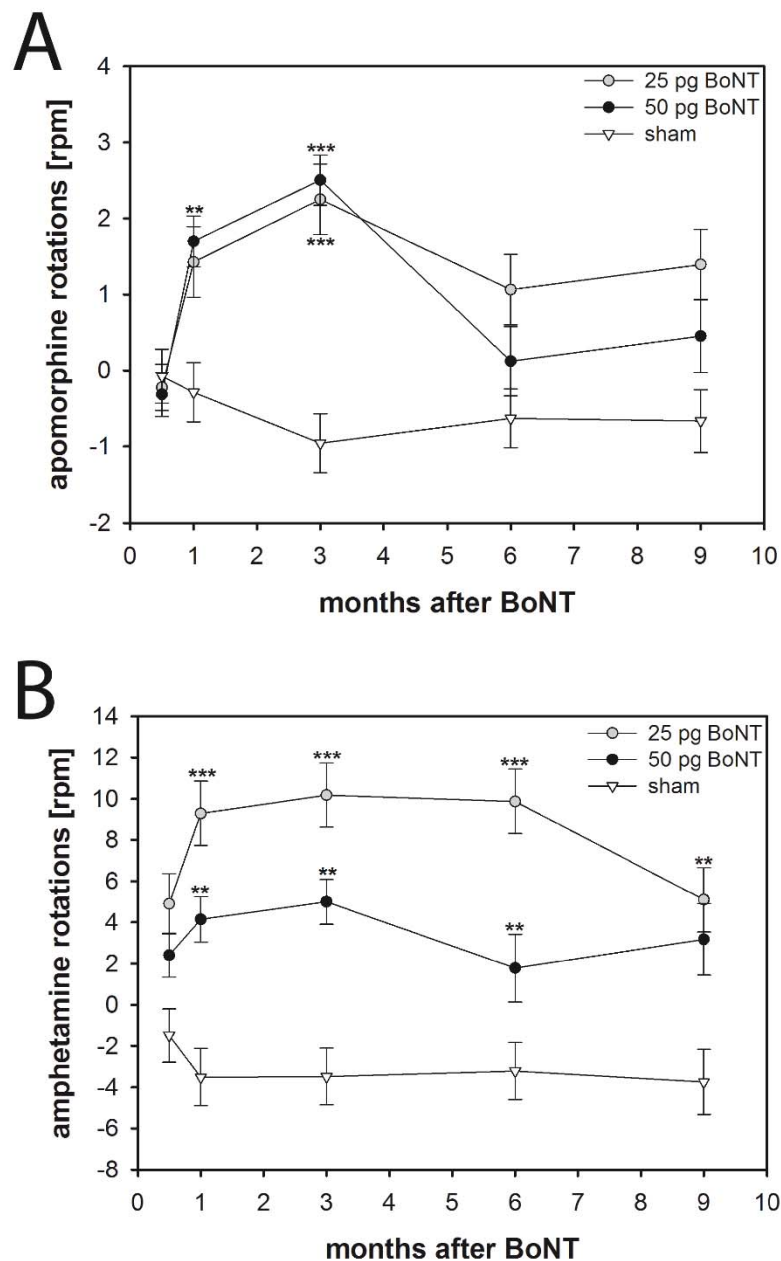 A
apomorphine rotations [rpm]
4
3
2
1
0
-1
-2
25 pg BoNT
50 pg BoNT
sham
**
***
***
0 1 2 3 4 5 6 7 8 9 10
months after BoNT
B
amphetamine rotations [rpm]
14
12
10
8
6
4
2
0
-2
-4
-6
-8
25 pg BoNT
50 pg BoNT
sham
*** *** ***
**
** **
**
0 1 2 3 4 5 6 7 8 9 10
months after BoNT